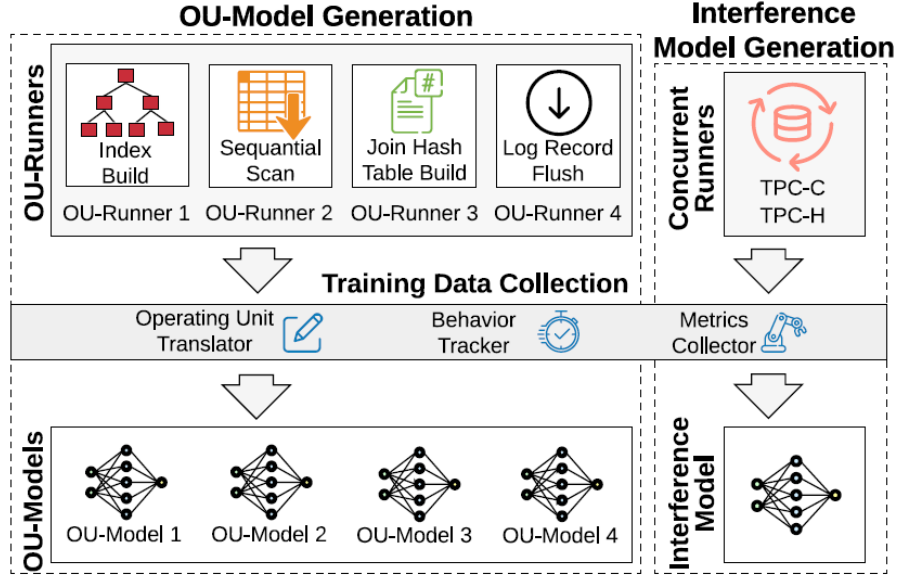 OU-Model Generation
Interference
Model Generation
OU-Runners
Index
Build
OU-Runner 1
Sequantial
Scan
OU-Runner 2
#
Join Hash
Table Build
OU-Runner 3
Log Record
Flush
OU-Runner 4
Concurrent
Runners
TPC-C
TPC-H
Training Data Collection
Operating Unit
Translator
Behavior
Tracker
Metrics
Collector
OU-Models
OU-Model 1
OU-Model 2
OU-Model 3
OU-Model 4
Interference
Model